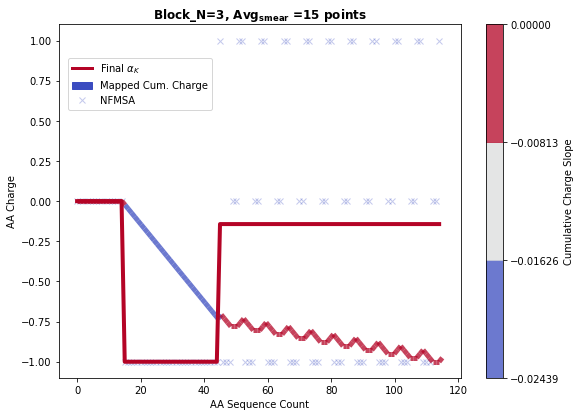 Block_N=3, Avg_smear =15 points
1.00
0.75
0.50
0.25
0.00
−0.25
−0.50
−0.75
−1.00
AA Charge
Final α_K
Mapped Cum. Charge
NFMSA
0
20
40
60
80
100
120
AA Sequence Count
0.00000
−0.00813
−0.01626
−0.02439
Cumulative Charge Slope